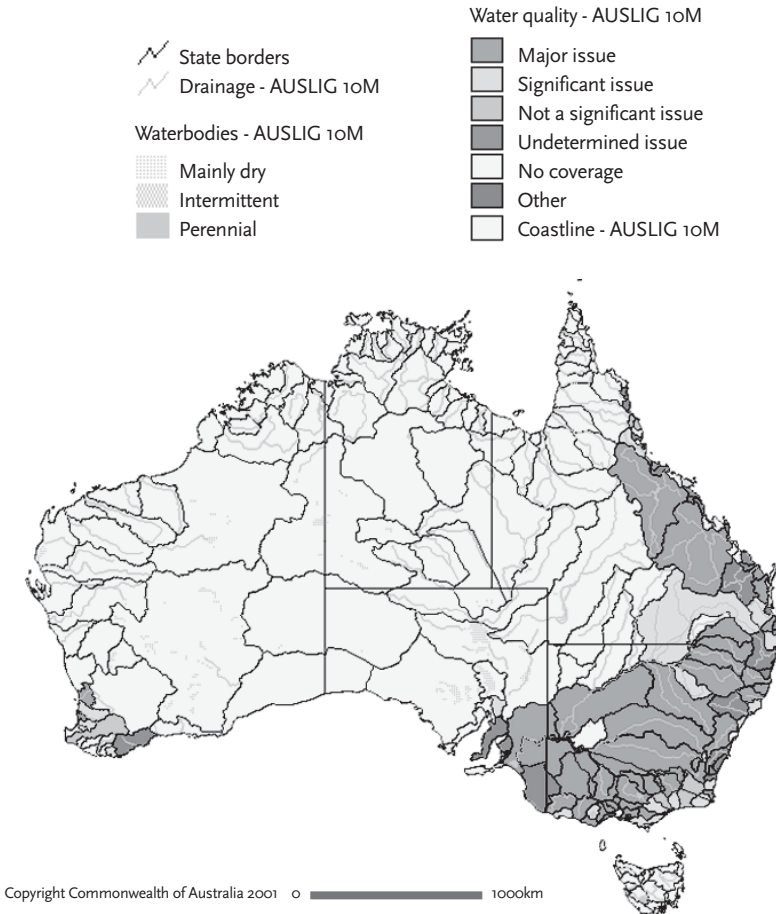 State borders
Drainage - AUSLIG 10M
Waterbodies - AUSLIG 10M
Mainly dry
Intermittent
Perennial
Water quality - AUSLIG 10M
Major issue
Significant issue
Not a significant issue
Undetermined issue
No coverage
Other
Coastline - AUSLIG 10M
Copyright Commonwealth of Australia 2001 0 1000km